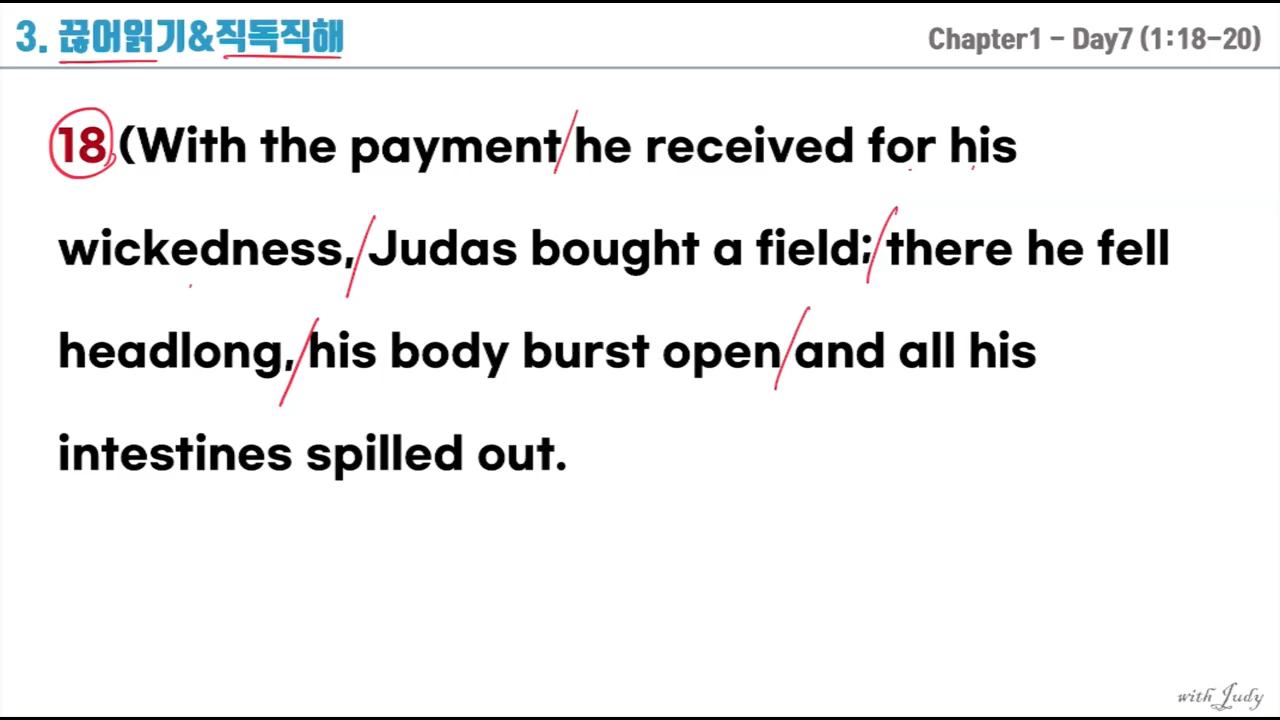 3. 끊어읽기&직독직해
Chapter1 - Day7 (1:18-20)
18 (With the payment he received for his
wickedness, Judas bought a field; there he fell
headlong, his body burst open and all his
intestines spilled out.
with Judy